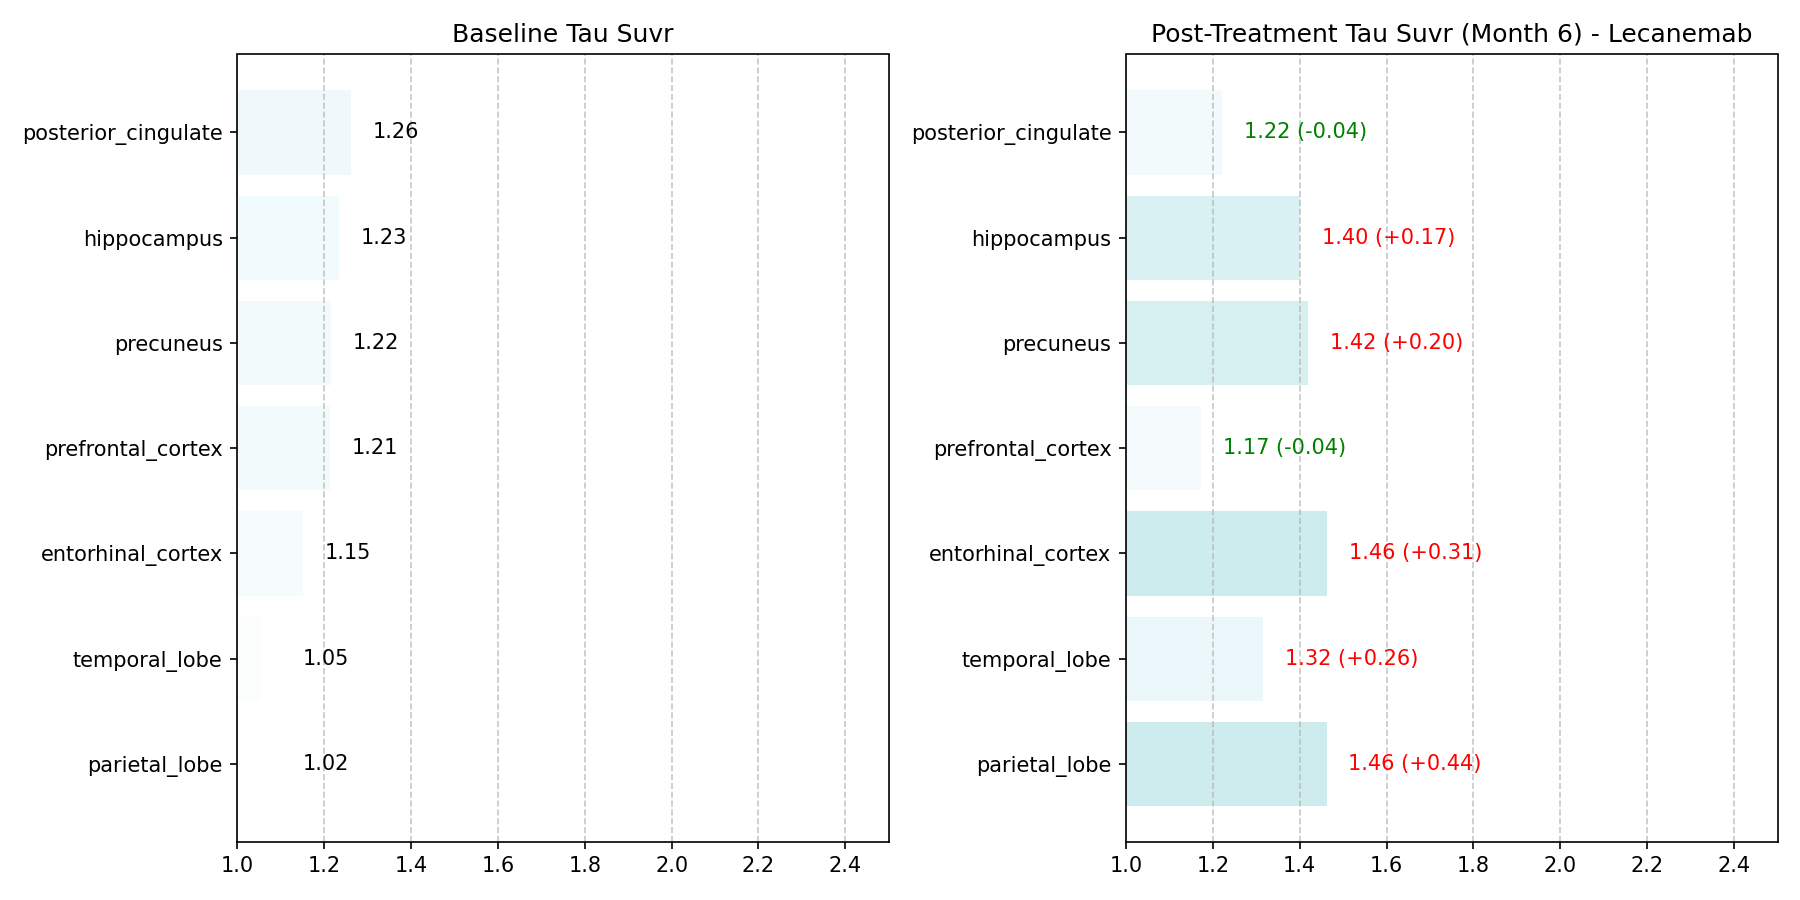 Baseline Tau Suvr
posterior_cingulate
1.26
hippocampus
1.23
precuneus
1.22
prefrontal_cortex
1.21
entorhinal_cortex
1.15
temporal_lobe
1.05
parietal_lobe
1.02
1.0 1.2 1.4 1.6 1.8 2.0 2.2 2.4
Post-Treatment Tau Suvr (Month 6) - Lecanemab
posterior_cingulate
1.22 (-0.04)
hippocampus
1.40 (+0.17)
precuneus
1.42 (+0.20)
prefrontal_cortex
1.17 (-0.04)
entorhinal_cortex
1.46 (+0.31)
temporal_lobe
1.32 (+0.26)
parietal_lobe
1.46 (+0.44)
1.0 1.2 1.4 1.6 1.8 2.0 2.2 2.4